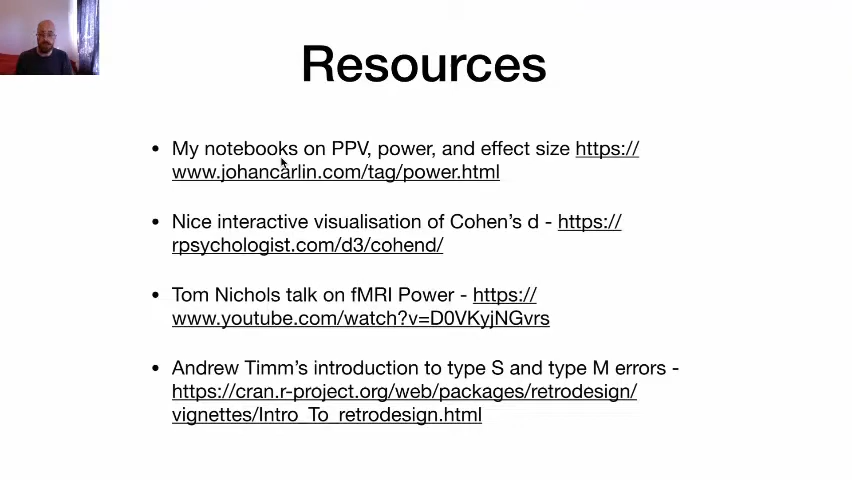 Resources
• My notebooks on PPV, power, and effect size https://
www.johancarlin.com/tag/power.html
• Nice interactive visualisation of Cohen’s d - https://
rpsychologist.com/d3/cohend/
• Tom Nichols talk on fMRI Power - https://
www.youtube.com/watch?v=D0VKyjNGvrs
• Andrew Timm’s introduction to type S and type M errors -
https://cran.r-project.org/web/packages/retrodesign/
vignettes/Intro_To_retrodesign.html